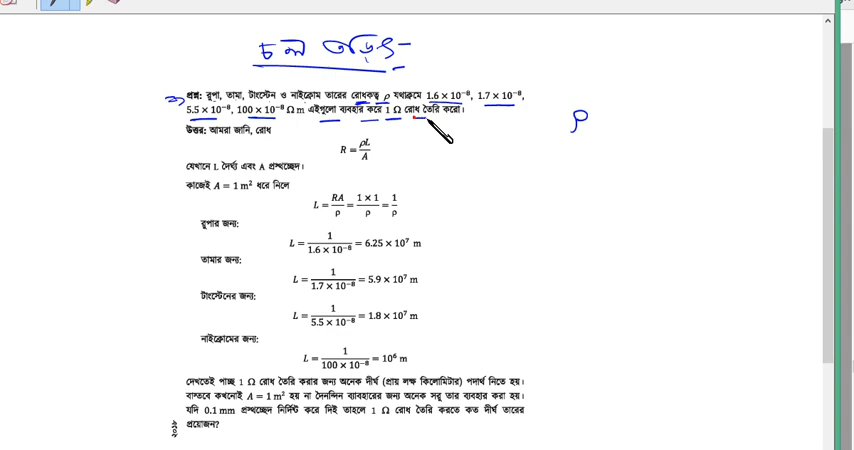 চল তড়িৎ
প্রশ্ন: রুপা, তামা, টাংস্টেন ও নাইক্রোম তারের রোধকত্ব ρ যথাক্রমে 1.6 × 10⁻⁸, 1.7 × 10⁻⁸,
5.5 × 10⁻⁸, 100 × 10⁻⁸ Ω m এইগুলো ব্যবহার করে 1 Ω রোধ তৈরি করো।
ρ
উত্তর: আমরা জানি, রোধ
R = ρL/A
যেখানে L দৈর্ঘ্য এবং A প্রস্থচ্ছেদ।
কাজেই A = 1 m² ধরে নিলে
L = RA/ρ = 1 × 1/ρ = 1/ρ
রুপার জন্য:
L = 1/1.6 × 10⁻⁸ = 6.25 × 10⁷ m
তামার জন্য:
L = 1/1.7 × 10⁻⁸ = 5.9 × 10⁷ m
টাংস্টেনের জন্য:
L = 1/5.5 × 10⁻⁸ = 1.8 × 10⁷ m
নাইক্রোমের জন্য:
L = 1/100 × 10⁻⁸ = 10⁶ m
দেখতেই পাচ্ছ 1 Ω রোধ তৈরি করার জন্য অনেক দীর্ঘ (প্রায় লক্ষ কিলোমিটার) পদার্থ নিতে হয়।
বাস্তবে কখনোই A = 1 m² হয় না দৈনন্দিন ব্যাবহারের জন্য অনেক সরু তার ব্যবহার করা হয়।
যদি 0.1 mm প্রস্থচ্ছেদ নির্দিষ্ট করে দিই তাহলে 1 Ω রোধ তৈরি করতে কত দীর্ঘ তারের
প্রয়োজন?